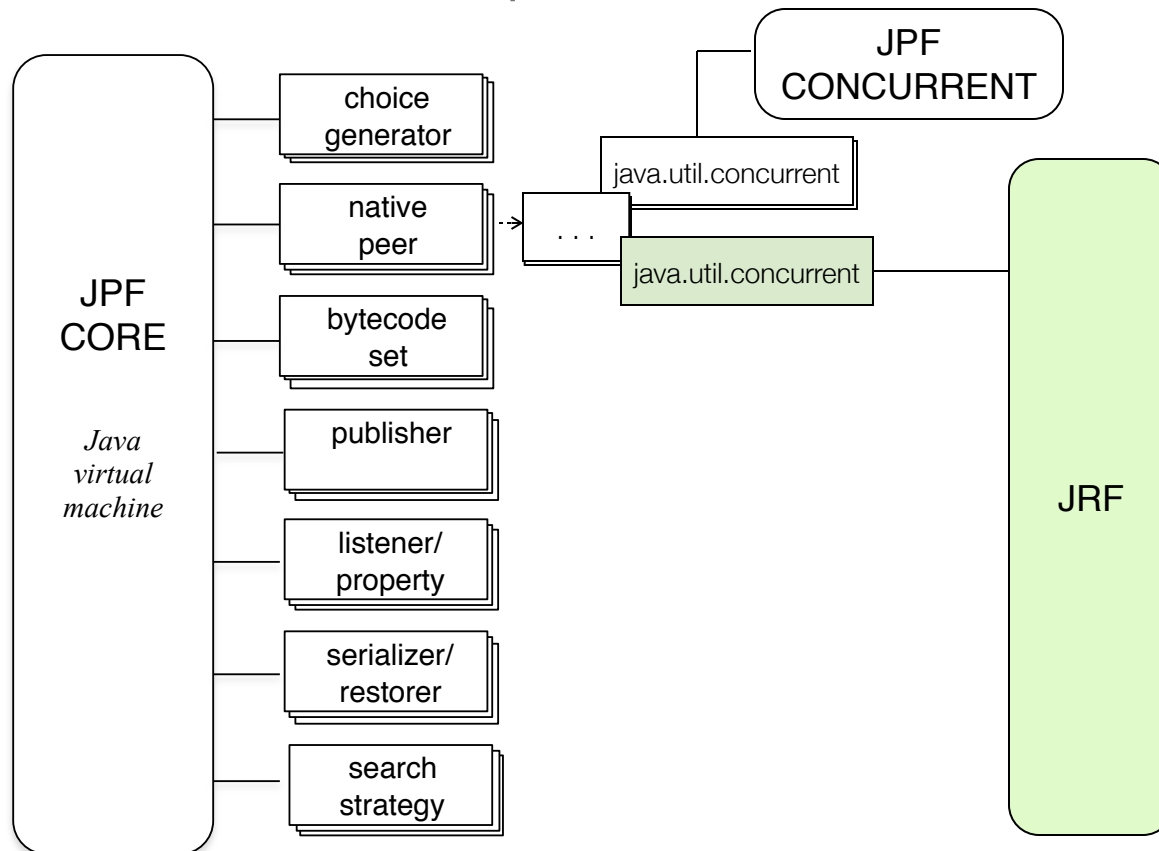 JPF
CORE
Java
virtual
machine
choice
generator
native
peer
bytecode
set
publisher
listener/
property
serializer/
restorer
search
strategy
. . .
java.util.concurrent
java.util.concurrent
JPF
CONCURRENT
JRF